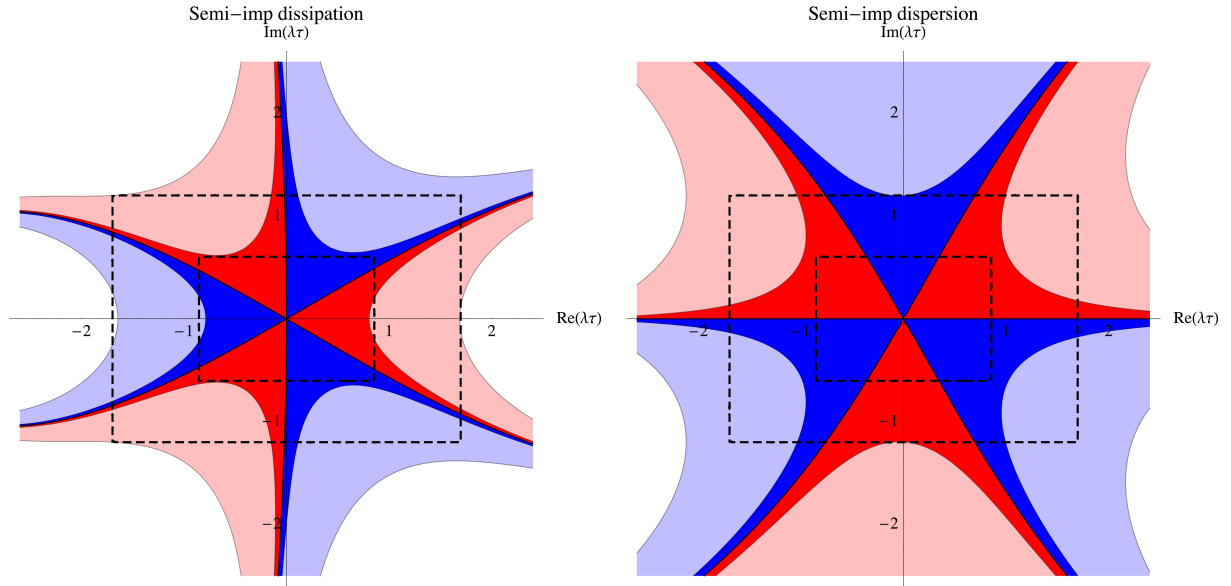 Semi-imp dissipation
Im(λτ)
2
1
−2
−1
1
2
Re(λτ)
−1
−2
Semi-imp dispersion
Im(λτ)
2
1
−2
−1
1
2
Re(λτ)
−1
−2